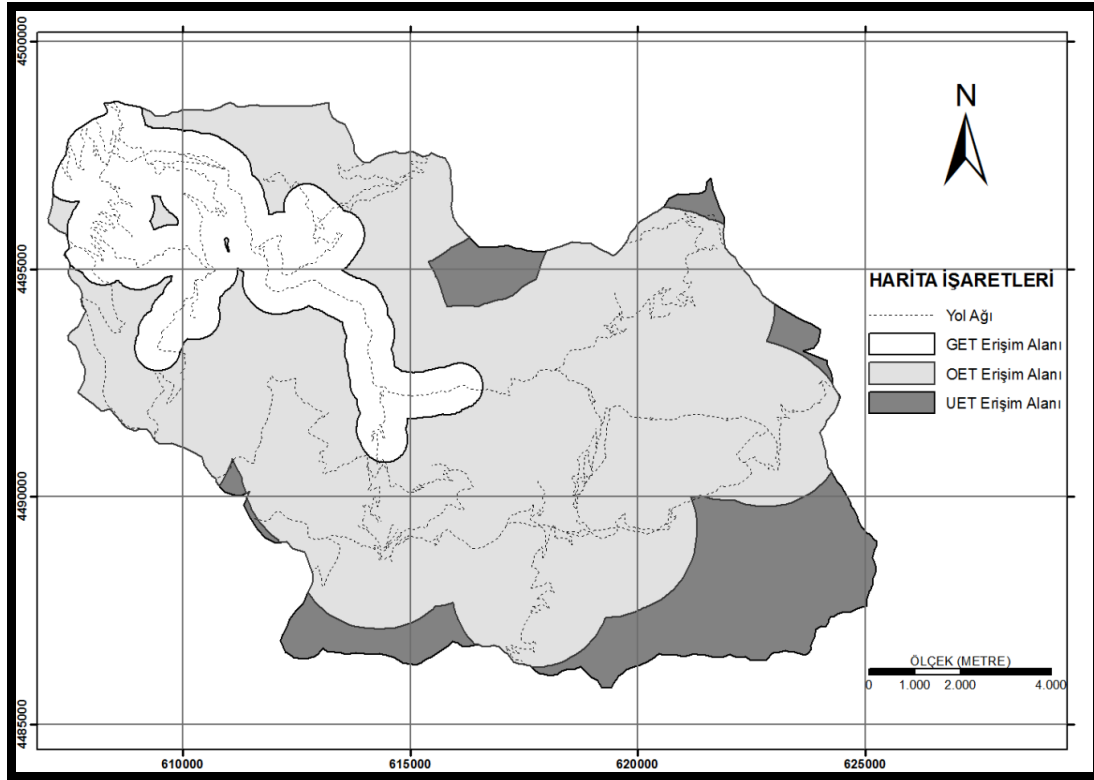 4500000
4495000
4490000
4485000
N
HARİTA İŞARETLERİ
Yol Ağı
GET Erişim Alanı
OET Erişim Alanı
UET Erişim Alanı
ÖLÇEK (METRE)
0 1.000 2.000 4.000
610000 615000 620000 625000